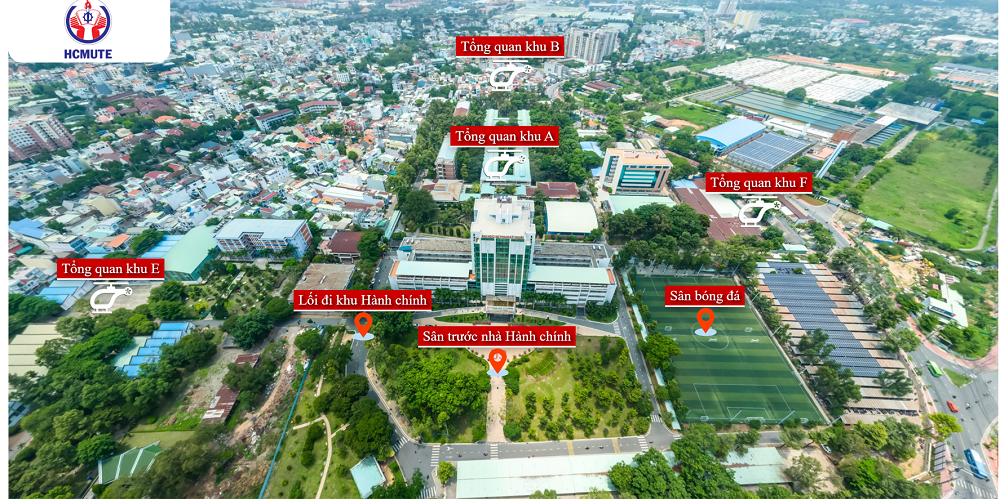 HCMUTE
Tổng quan khu B
Tổng quan khu A
Tổng quan khu F
Tổng quan khu E
Lối đi khu Hành chính
Sân bóng đá
Sân trước nhà Hành chính